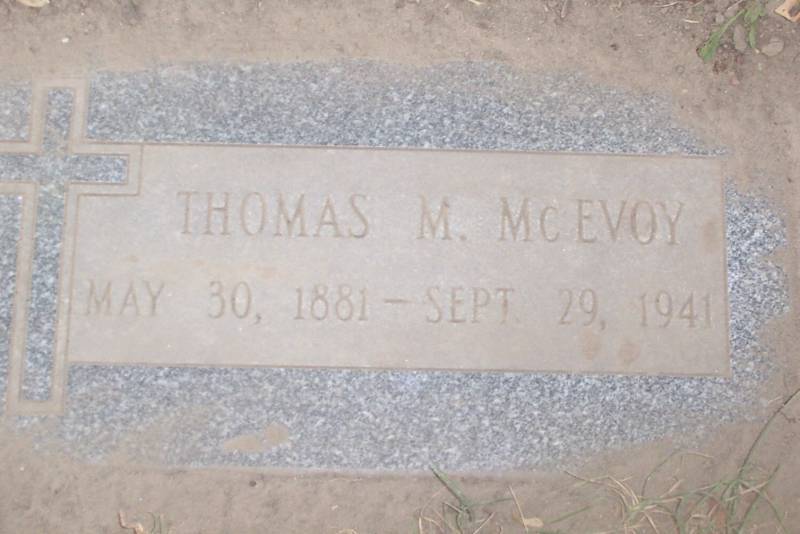 THOMAS M. McEVOY
MAY 30, 1881 – SEPT. 29, 1941